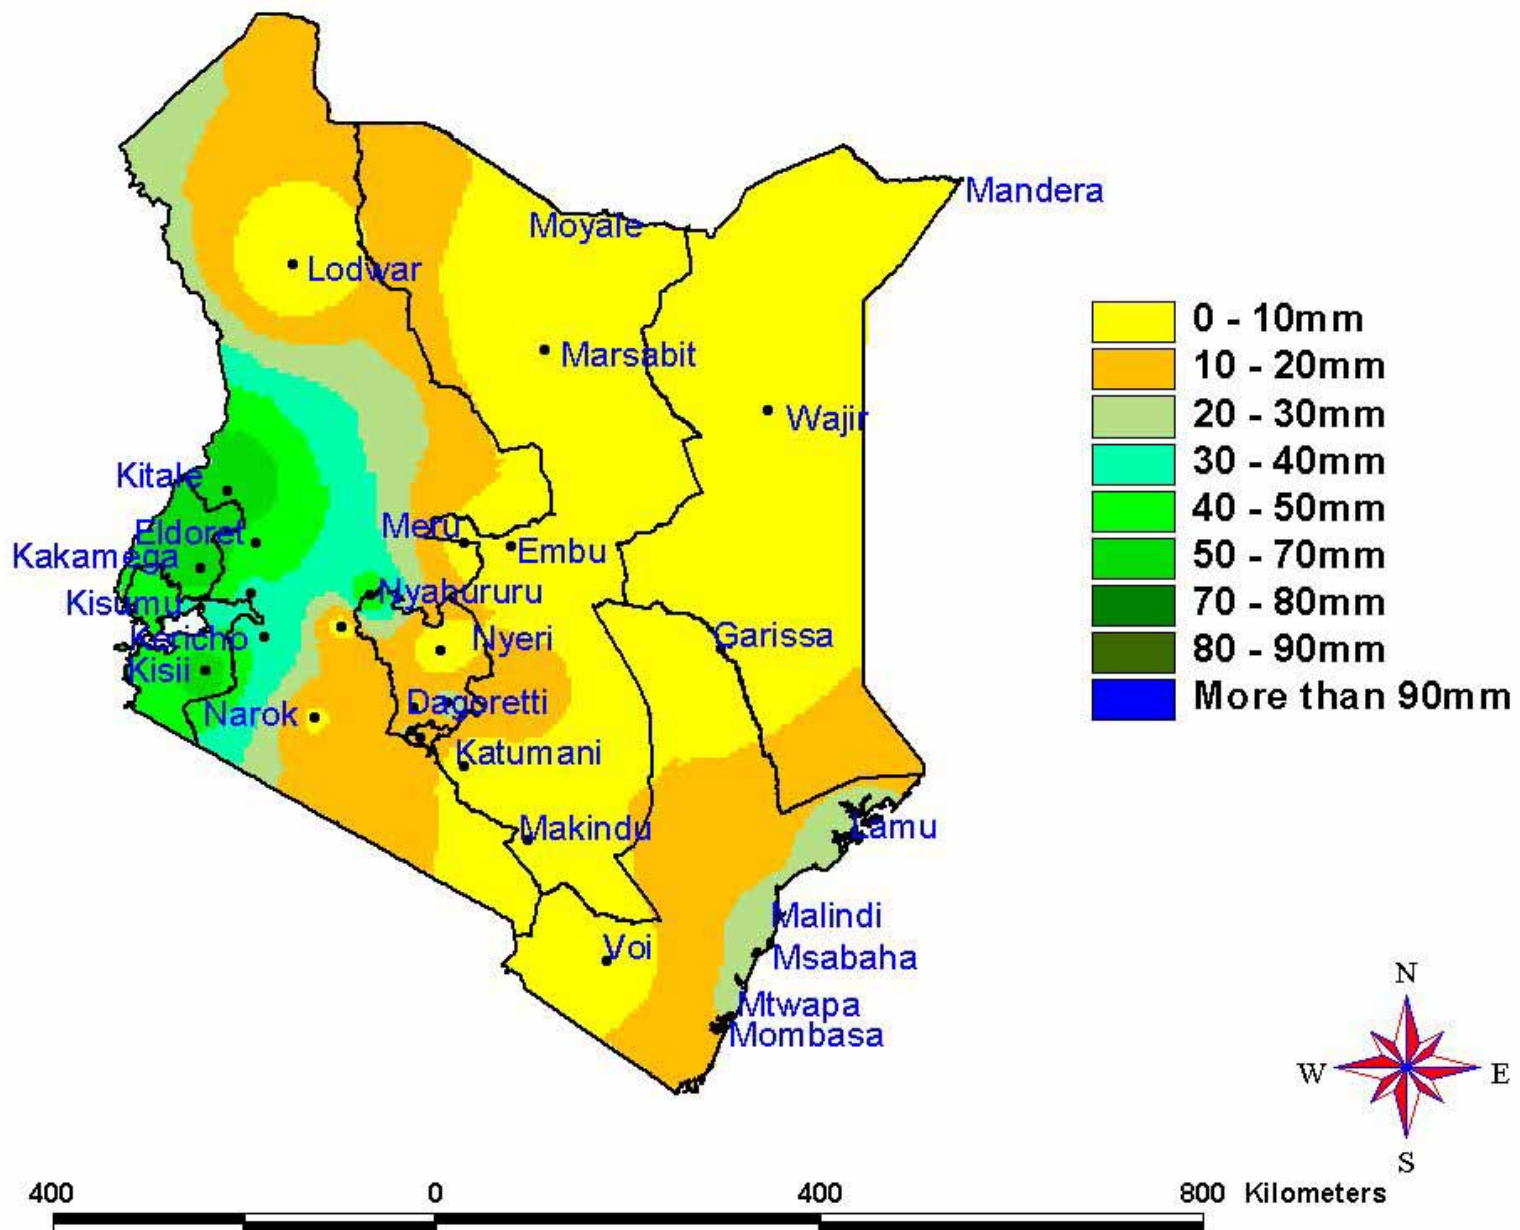 Mandera
Moyale
Lodwar
Marsabit
Wajir
Kitale
Meru
Eldoret
Embu
Kakamega
Nyahururu
Kisumu
Kericho
Nyeri
Garissa
Kisii
Narok
Dagoretti
Katumani
Makindu
Lamu
Malindi
Voi
Msabaha
Mtwapa
Mombasa
0 - 10mm
10 - 20mm
20 - 30mm
30 - 40mm
40 - 50mm
50 - 70mm
70 - 80mm
80 - 90mm
More than 90mm
N
W E
S
400 0 400 800 Kilometers